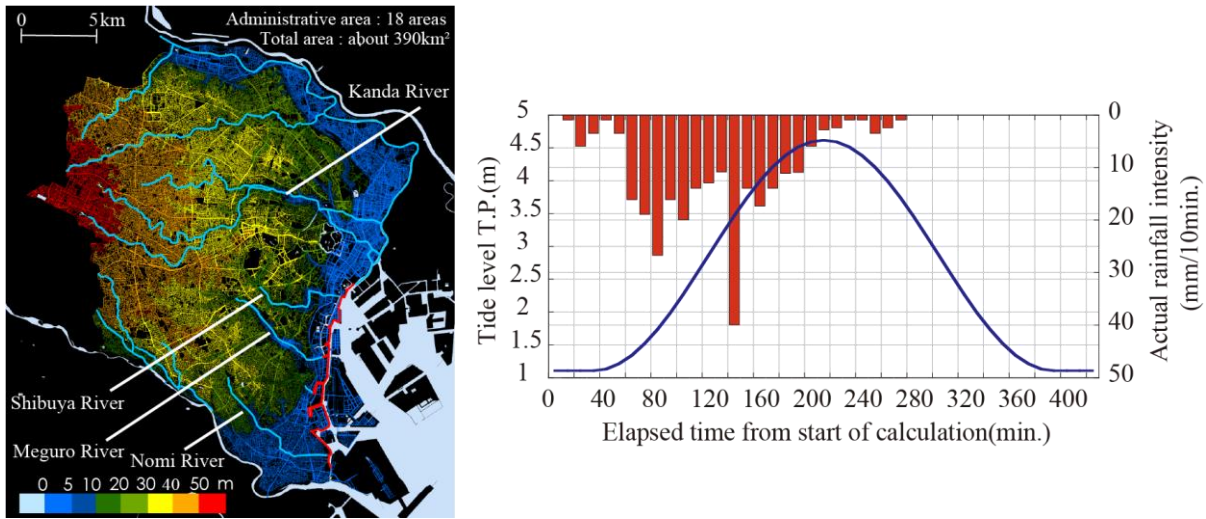 0 5km
Administrative area : 18 areas
Total area : about 390km²
Kanda River
Shibuya River
Meguro River
Nomi River
0 5 10 20 30 40 50 m
Tide level T.P.(m)
5
4.5
4
3.5
3
2.5
2
1.5
1
0 40 80 120 160 200 240 280 320 360 400
Elapsed time from start of calculation(min.)
0
10
20
30
40
50
Actual rainfall intensity
(mm/10min.)